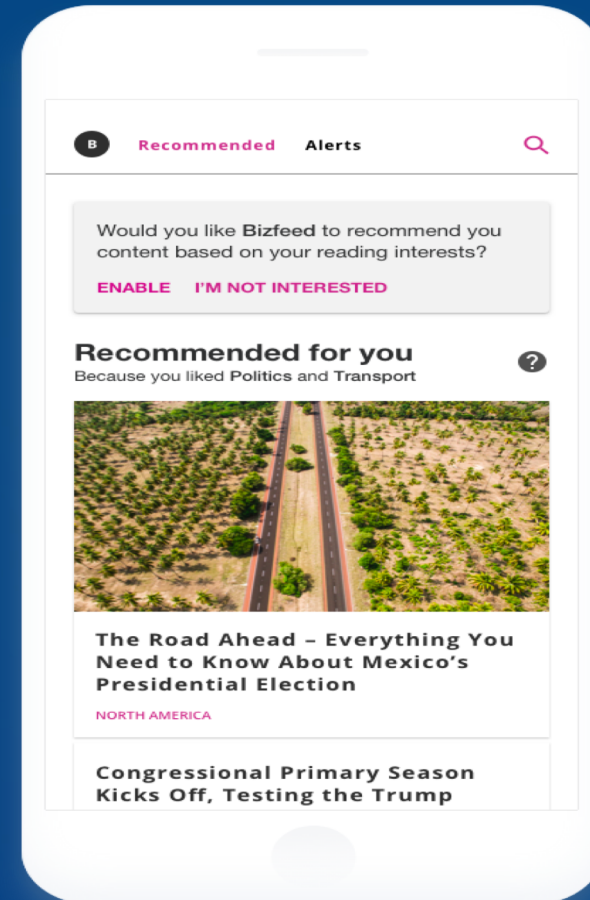 B Recommended Alerts
Would you like Bizfeed to recommend you
content based on your reading interests?
ENABLE I'M NOT INTERESTED
Recommended for you
?
Because you liked Politics and Transport
The Road Ahead – Everything You
Need to Know About Mexico's
Presidential Election
NORTH AMERICA
Congressional Primary Season
Kicks Off, Testing the Trump